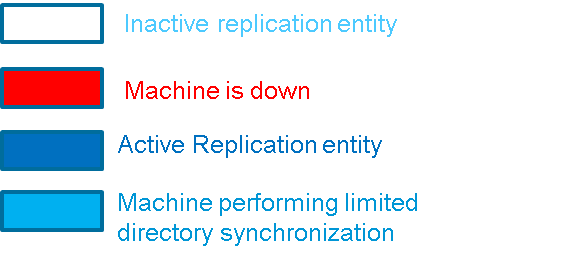 Inactive replication entity
Machine is down
Active Replication entity
Machine performing limited
directory synchronization